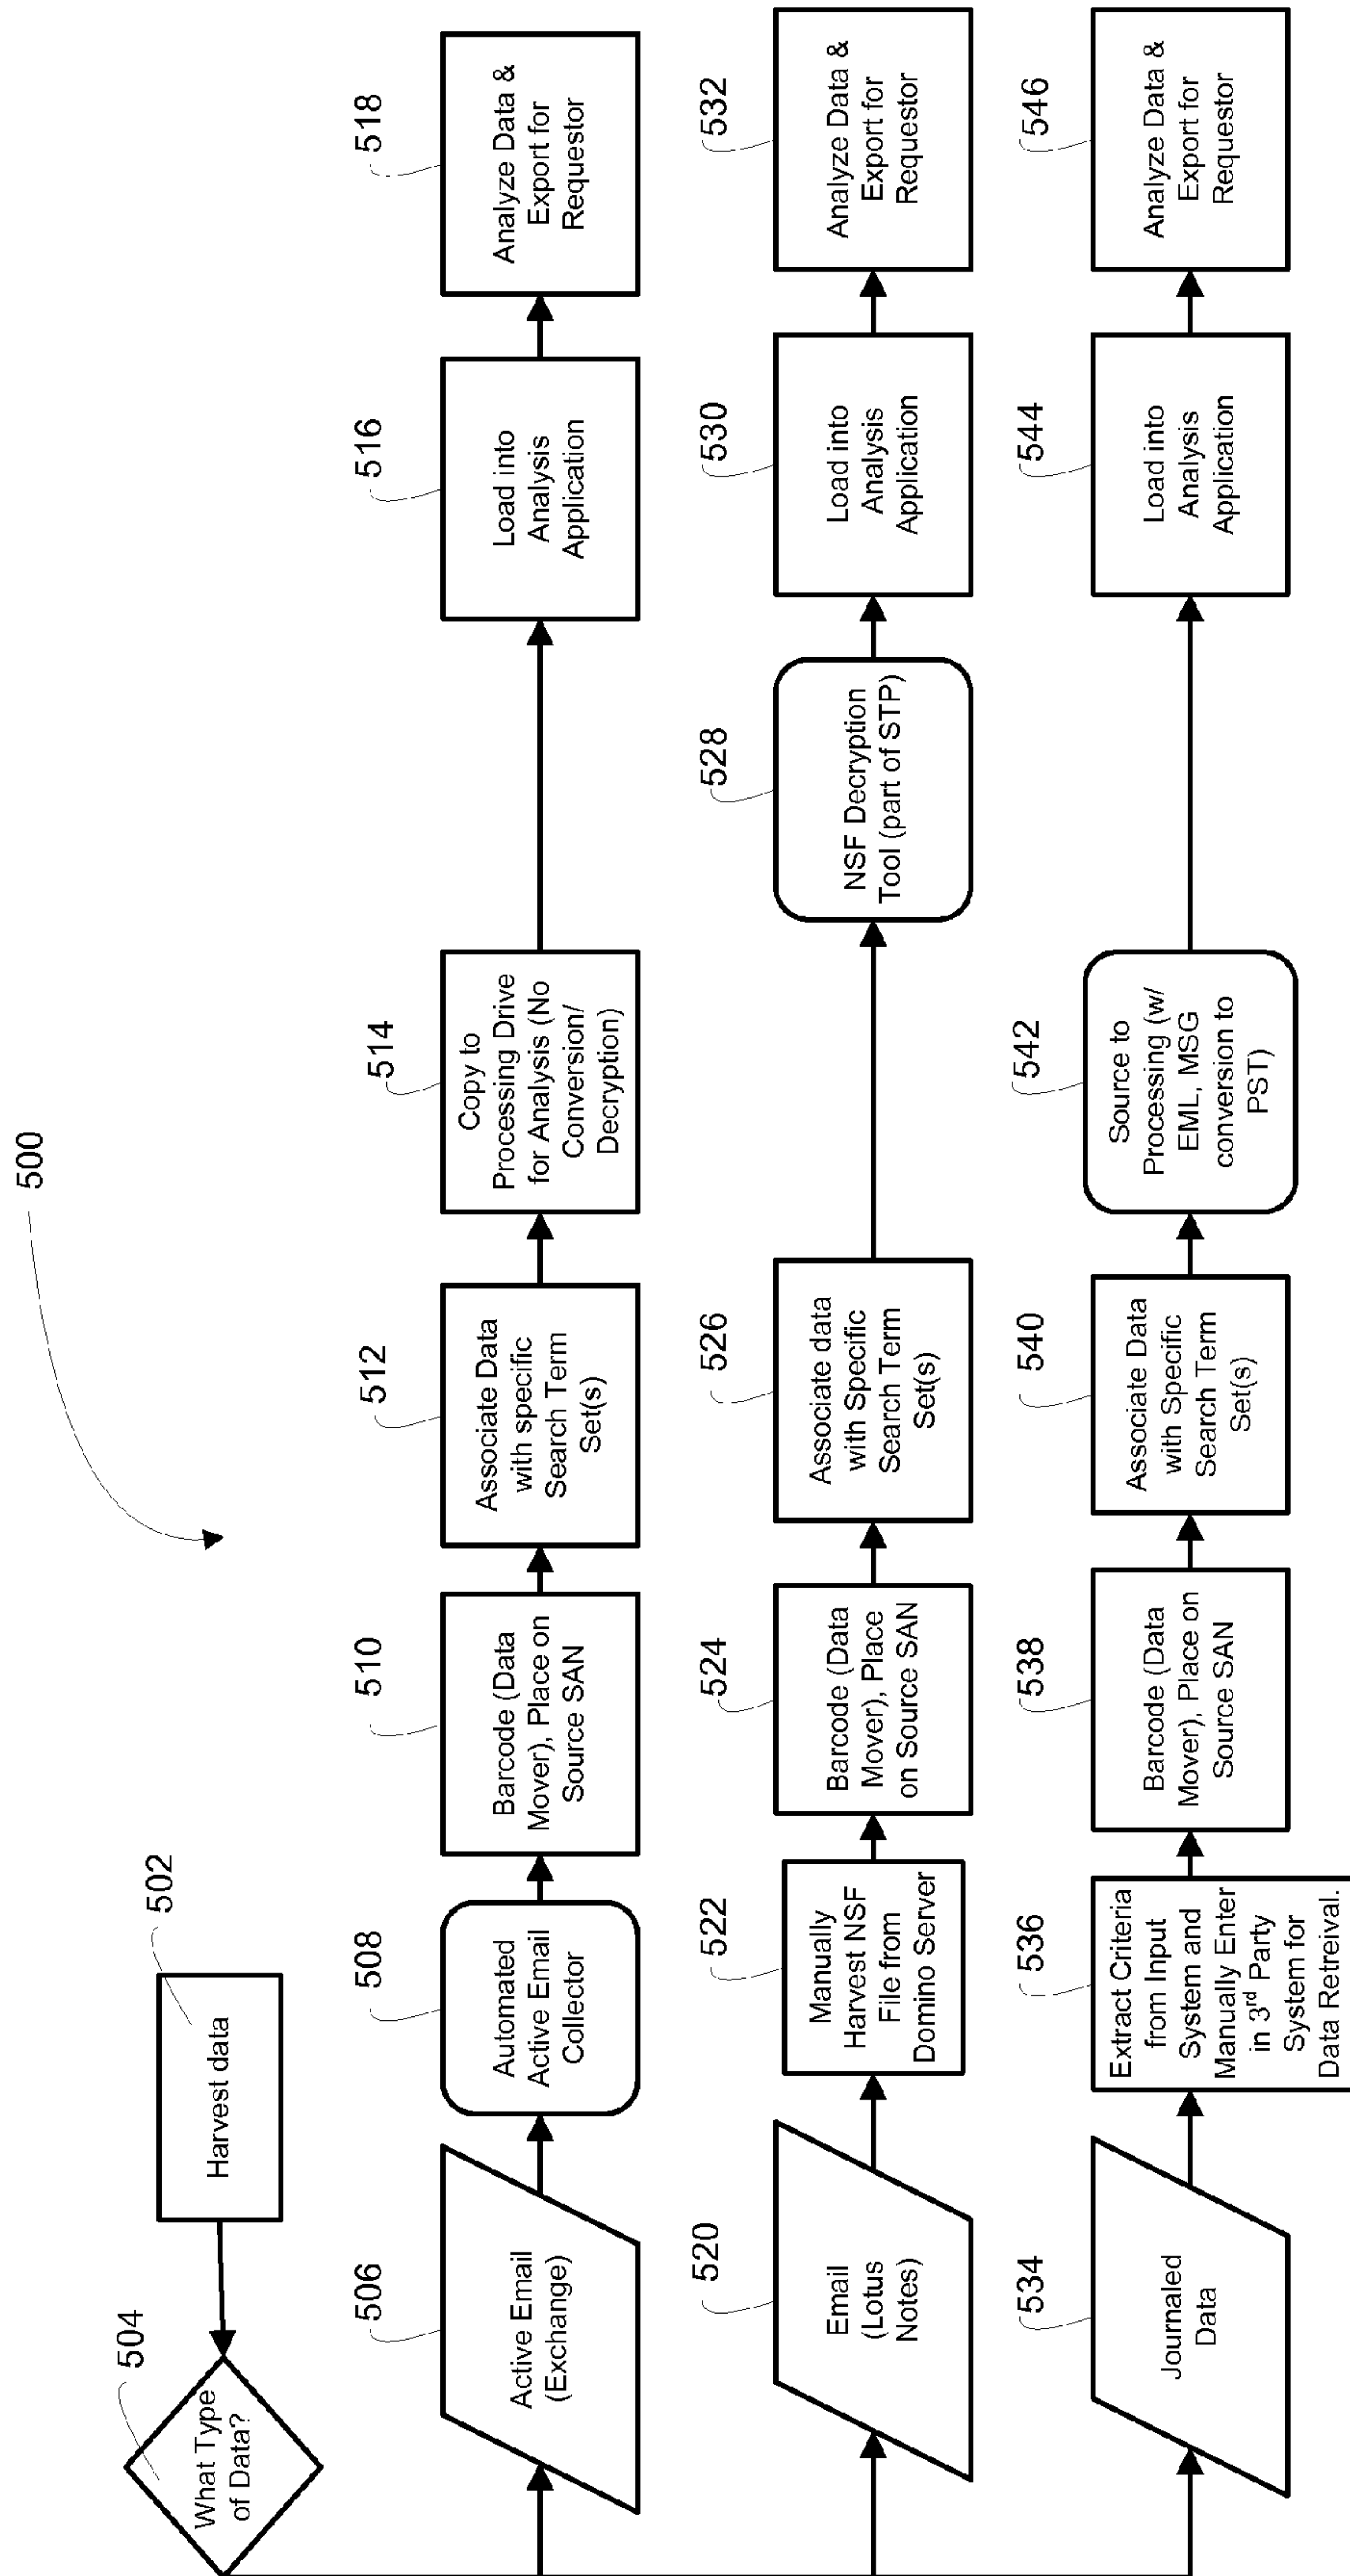 500
502
Harvest data
504
What Type
of Data?
506
Active Email
(Exchange)
508
Automated
Active Email
Collector
510
Barcode (Data
Mover), Place on
Source SAN
512
Associate Data
with specific
Search Term
Set(s)
514
Copy to
Processing Drive
for Analysis (No
Conversion/
Decryption)
516
Load into
Analysis
Application
518
Analyze Data &
Export for
Requestor
520
Email
(Lotus
Notes)
522
Manually
Harvest NSF
File from
Domino Server
524
Barcode (Data
Mover), Place
on Source SAN
526
Associate data
with Specific
Search Term
Set(s)
528
NSF Decryption
Tool (part of STP)
530
Load into
Analysis
Application
532
Analyze Data &
Export for
Requestor
534
Journaled
Data
536
Extract Criteria
from Input
System and
Manually Enter
in 3rd Party
System for
Data Retreival.
538
Barcode (Data
Mover), Place on
Source SAN
540
Associate Data
with Specific
Search Term
Set(s)
542
Source to
Processing (w/
EML, MSG
conversion to
PST)
544
Load into
Analysis
Application
546
Analyze Data &
Export for
Requestor